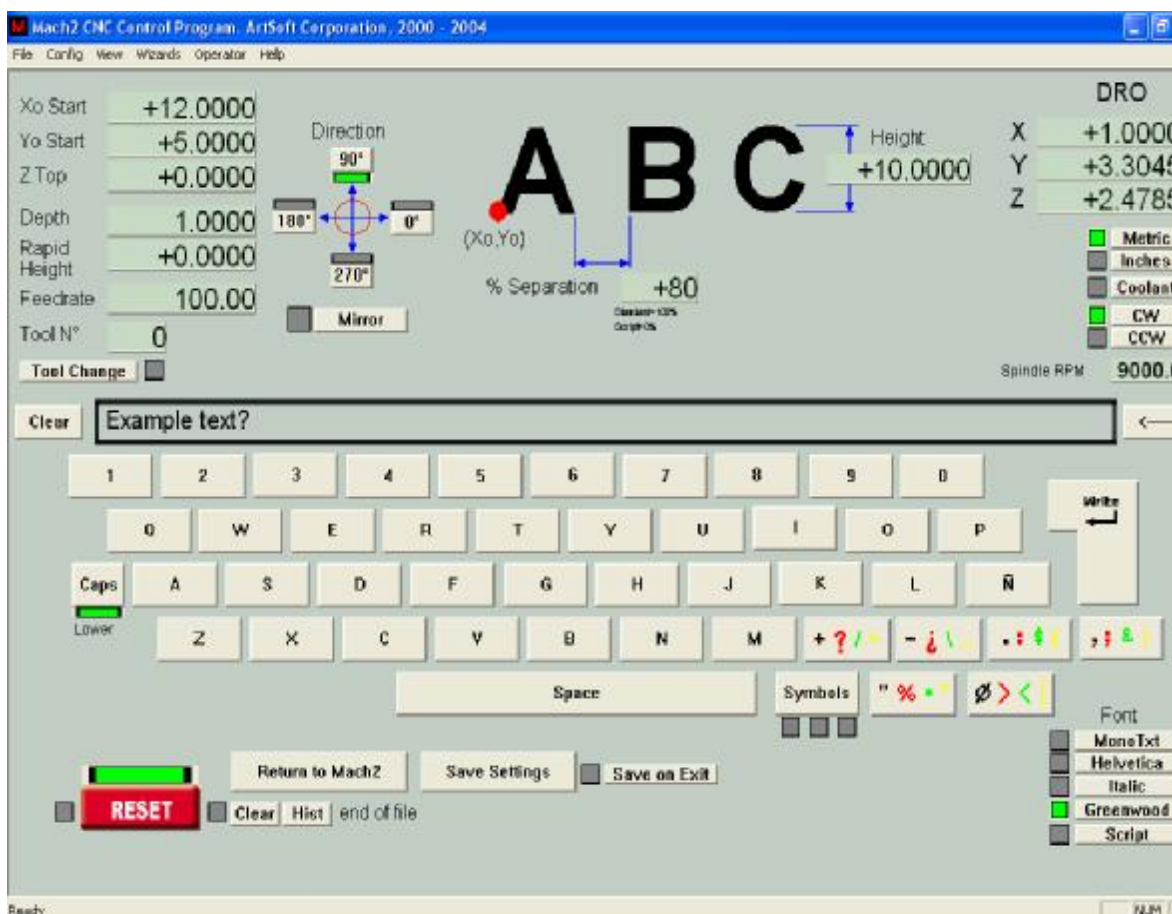 Mach2 CNC Control Program. ArtSoft Corporation, 2000 - 2004
File Config View Wizards Operator Help
Xo Start +12.0000
Yo Start +5.0000
Z Top +0.0000
Depth 1.0000
Rapid Height +0.0000
Feedrate 100.00
Tool N° 0
Tool Change
Direction
90°
180° 0°
270°
Mirror
A B C
(Xo,Yo)
Height
+10.0000
% Separation +80
DRO
X +1.0000
Y +3.3045
Z +2.4785
Metric
Inches
Coolant
CW
CCW
Spindle RPM 9000.
Clear Example text? <
1 2 3 4 5 6 7 8 9 0
Q W E R T Y U I O P
Write
Caps A S D F G H J K L Ñ
Lower
Z X C V B N M + ? / - ¿ \ . : $ , ; &
Space Symbols " % Ø > <
Font
MonoTxt
Helvetica
Italic
Greenwood
Script
Return to Mach2 Save Settings Save on Exit
RESET Clear Hist end of file
Ready NUM